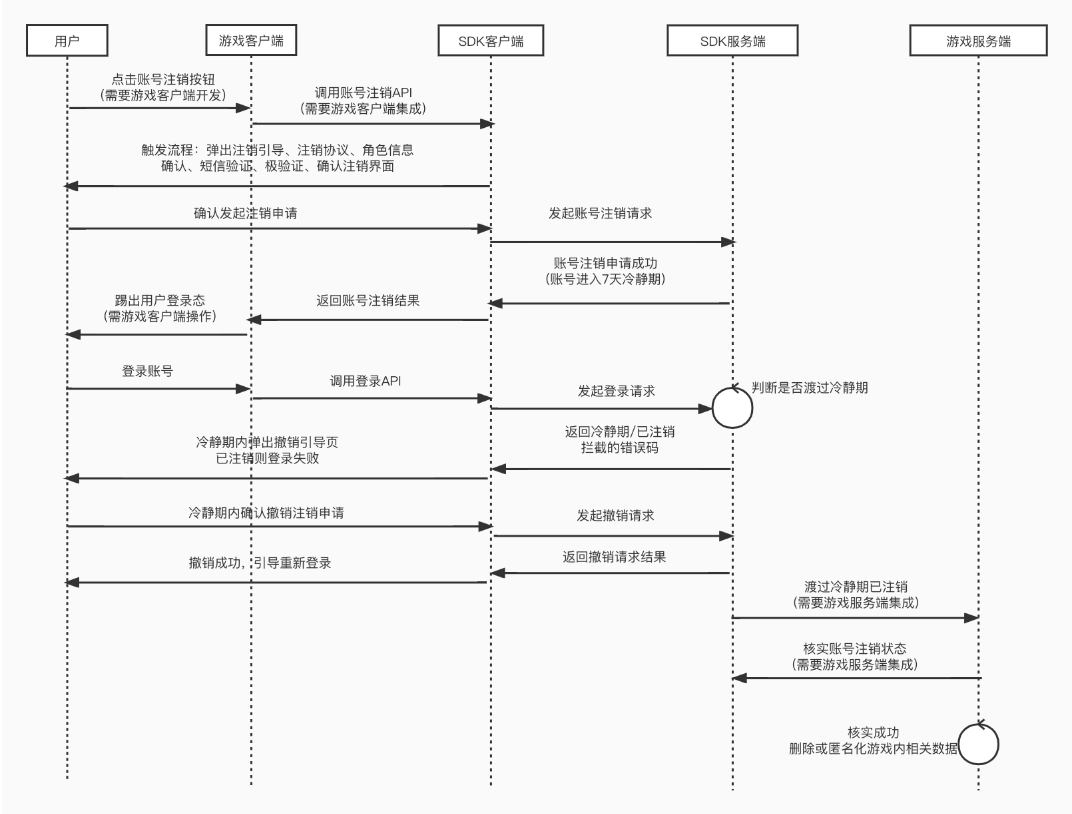 用户
游戏客户端
SDK客户端
SDK服务端
游戏服务端
点击账号注销按钮
(需要游戏客户端开发)
调用账号注销API
(需要游戏客户端集成)
触发流程：弹出注销引导、注销协议、角色信息
确认、短信验证、极验证、确认注销界面
确认发起注销申请
发起账号注销请求
账号注销申请成功
(账号进入7天冷静期)
返回账号注销结果
踢出用户登录态
(需游戏客户端操作)
登录账号
调用登录API
发起登录请求
判断是否渡过冷静期
返回冷静期/已注销
拦截的错误码
冷静期内弹出撤销引导页
已注销则登录失败
冷静期内确认撤销注销申请
发起撤销请求
返回撤销请求结果
撤销成功，引导重新登录
渡过冷静期已注销
(需要游戏服务端集成)
核实账号注销状态
(需要游戏服务端集成)
核实成功
删除或匿名化游戏内相关数据